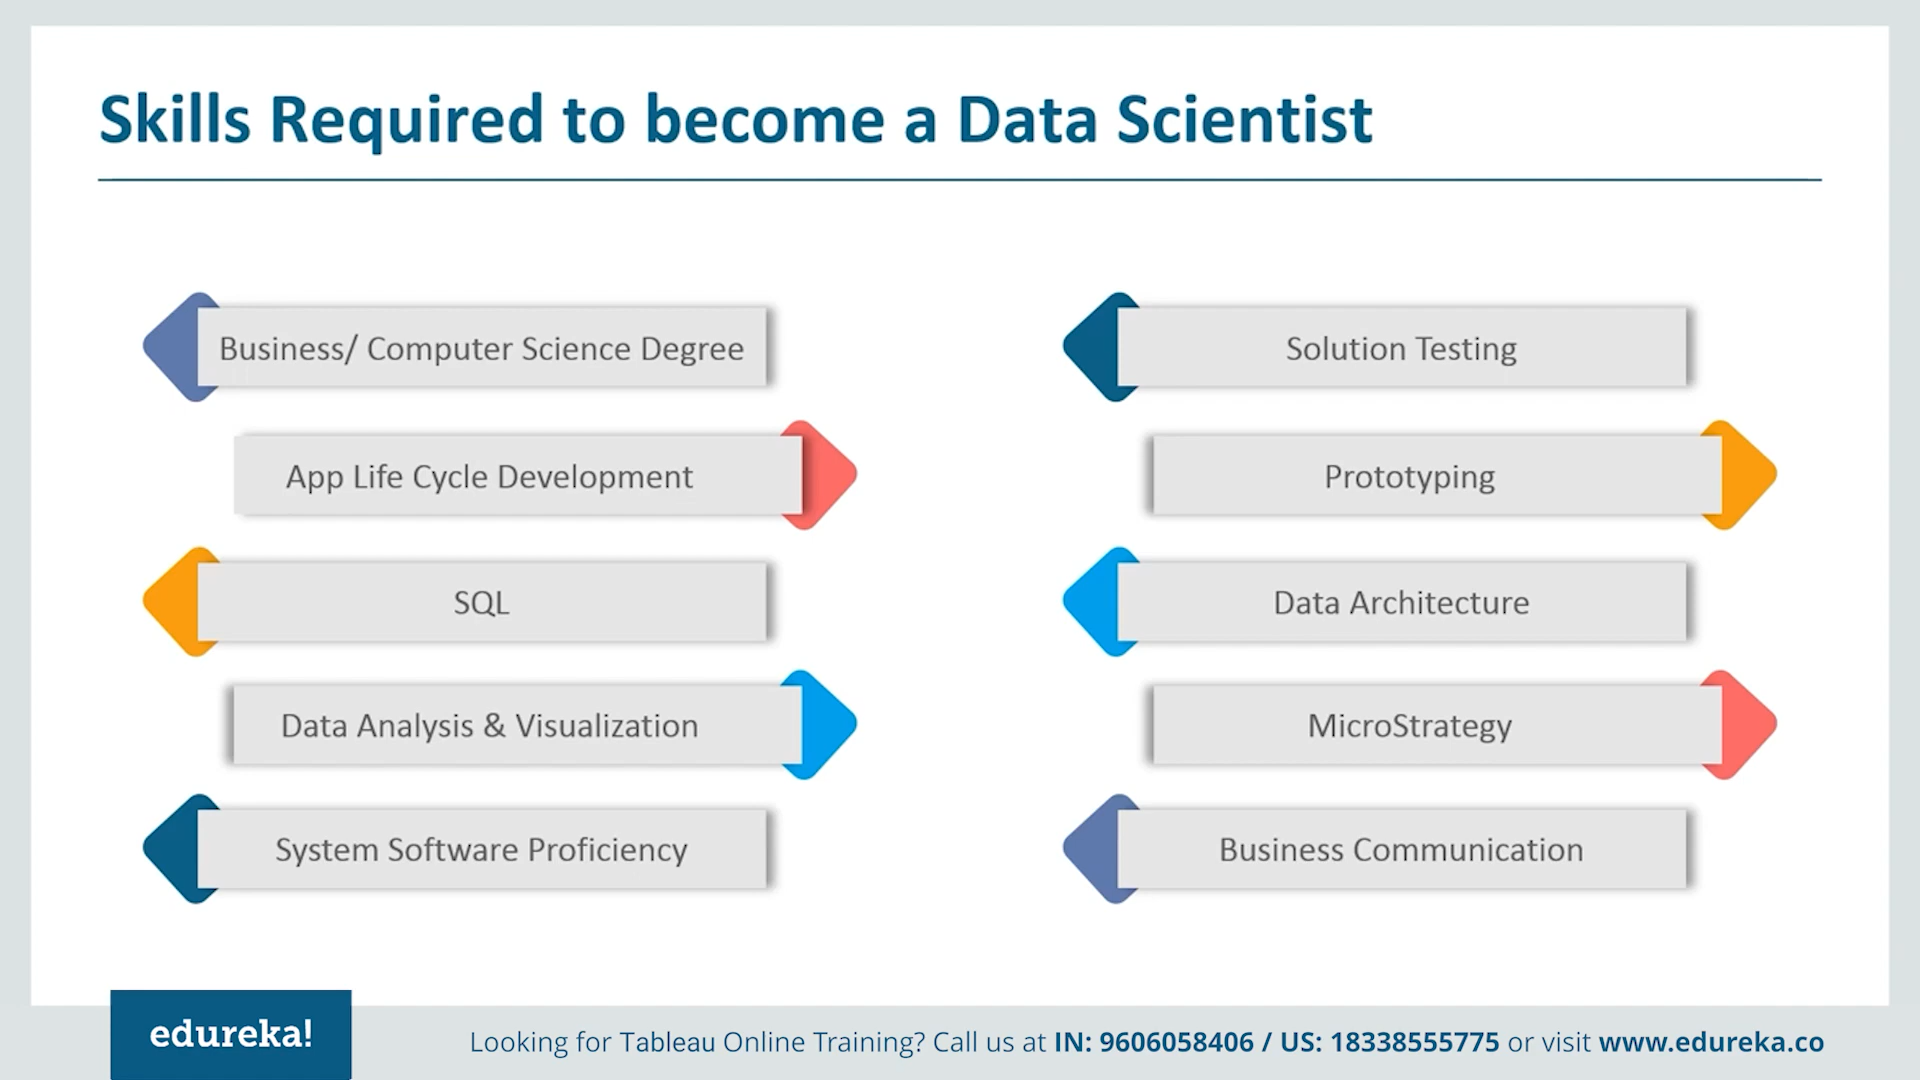 Skills Required to become a Data Scientist
Business/ Computer Science Degree
App Life Cycle Development
SQL
Data Analysis & Visualization
System Software Proficiency
Solution Testing
Prototyping
Data Architecture
MicroStrategy
Business Communication
edureka!
Looking for Tableau Online Training? Call us at IN: 9606058406 / US: 18338555775 or visit www.edureka.co